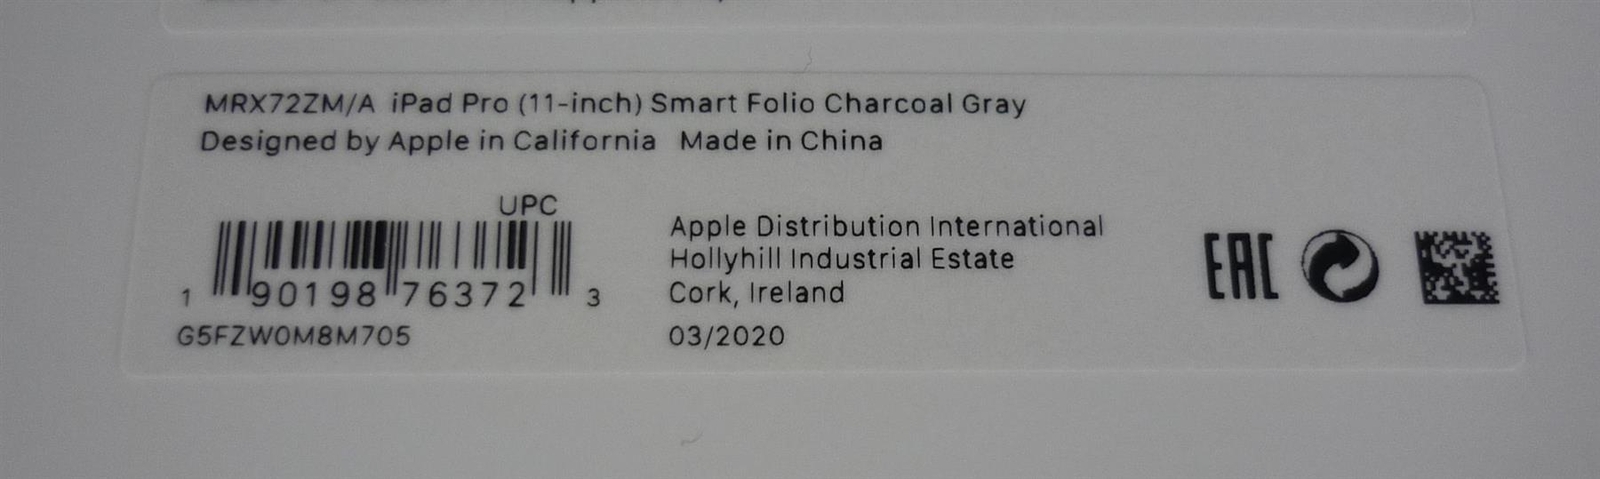 MRX72ZM/A iPad Pro (11-inch) Smart Folio Charcoal Gray
Designed by Apple in California Made in China
UPC
1 90198 76372 3
G5FZW0M8M705
Apple Distribution International
Hollyhill Industrial Estate
Cork, Ireland
03/2020
EAC